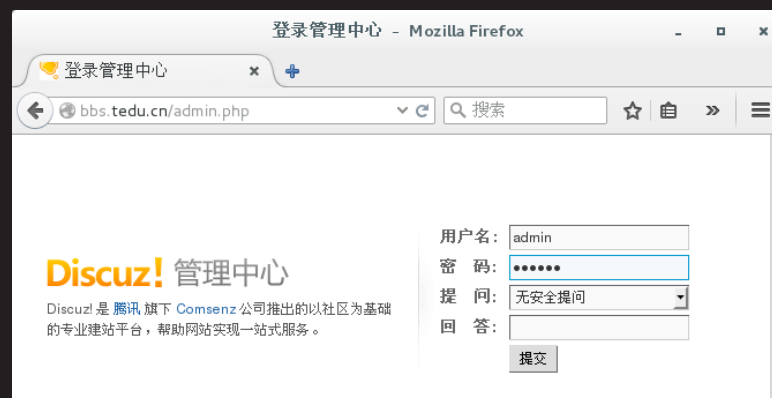 登录管理中心 - Mozilla Firefox
登录管理中心
bbs.tedu.cn/admin.php
搜索
Discuz! 管理中心
Discuz! 是 腾讯 旗下 Comsenz 公司推出的以社区为基础
的专业建站平台，帮助网站实现一站式服务。
用户名: admin
密 码: ••••••
提 问: 无安全提问
回 答:
提交